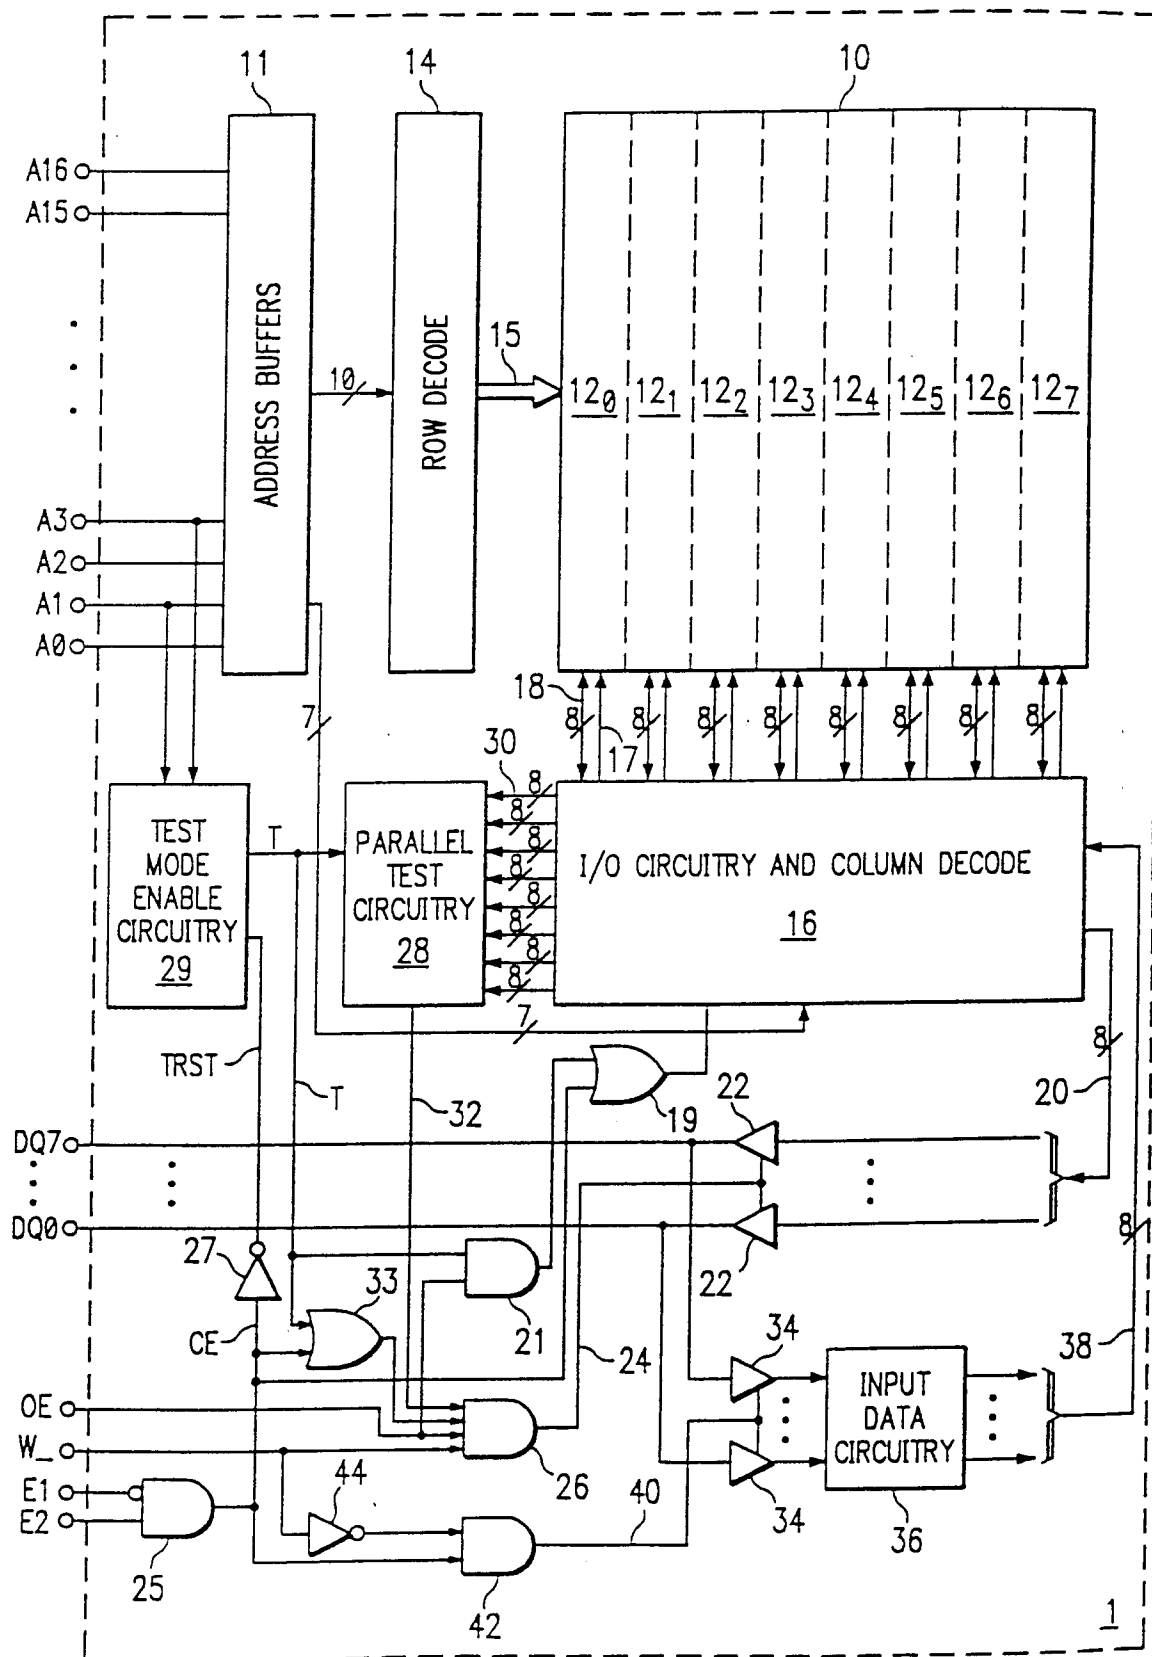 11
14
10
A16
A15
ADDRESS BUFFERS
10
ROW DECODE
15
12₀ 12₁ 12₂ 12₃ 12₄ 12₅ 12₆ 12₇
A3
A2
A1
A0
7
18
8 8 8 8 8 8 8 8
17
30
TEST
MODE
ENABLE
CIRCUITRY
29
T
PARALLEL
TEST
CIRCUITRY
28
8
8
8
8
8
8
8
8
I/O CIRCUITRY AND COLUMN DECODE
16
7
TRST
T
32
19
22
8
20
DQ7
DQ0
8
27
33
21
22
CE
24
34
38
INPUT
DATA
CIRCUITRY
OE
W_
26
E1
E2
44
40
34
36
25
42
1